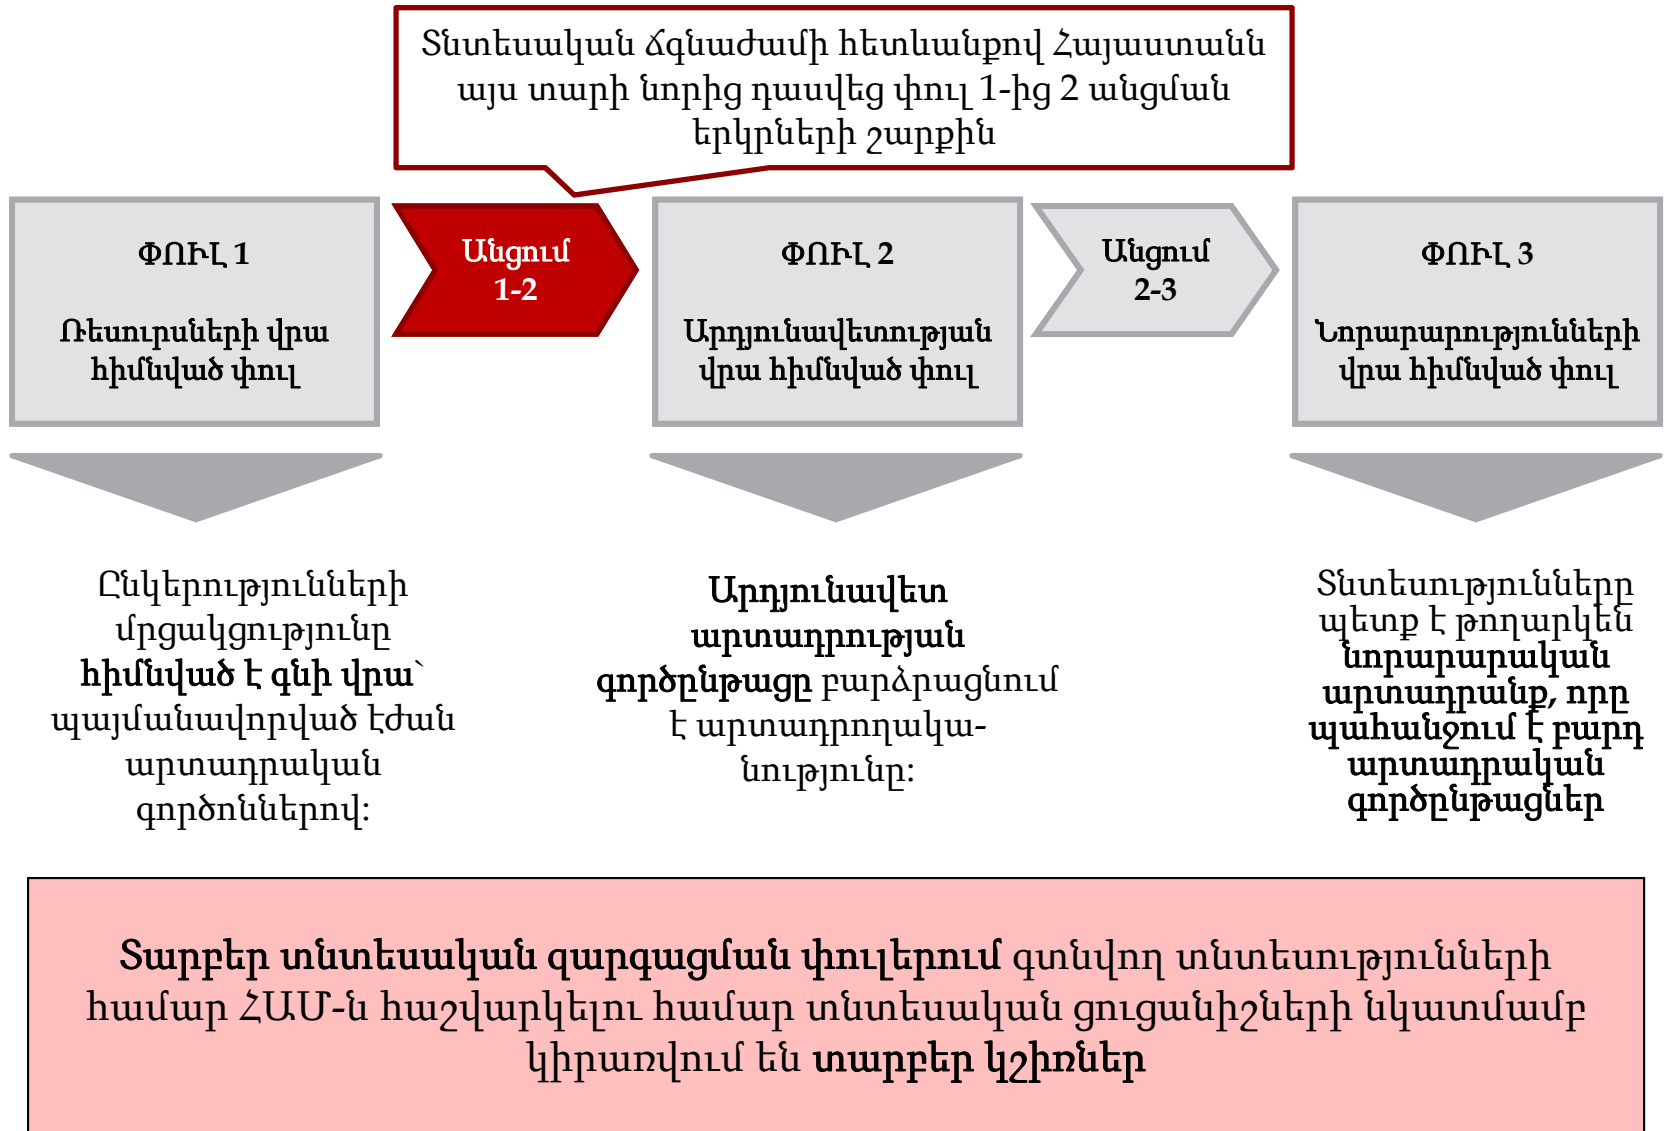 Տնտեսական ճգնաժամի հետևանքով Հայաստանն
այս տարի նորից դասվեց փուլ 1-ից 2 անցման
երկրների շարքին
ՓՈՒԼ 1
Ռեսուրսների վրա
հիմնված փուլ
Անցում
1-2
ՓՈՒԼ 2
Արդյունավետության
վրա հիմնված փուլ
Անցում
2-3
ՓՈՒԼ 3
Նորարարությունների
վրա հիմնված փուլ
Ընկերությունների
մրցակցությունը
հիմնված է գնի վրա`
պայմանավորված էժան
արտադրական
գործոններով:
Արդյունավետ
արտադրության
գործընթացը բարձրացնում
է արտադրողակա-
նությունը:
Տնտեսությունները
պետք է թողարկեն
նորարարական
արտադրանք, որը
պահանջում է բարդ
արտադրական
գործընթացներ
Տարբեր տնտեսական զարգացման փուլերում գտնվող տնտեսությունների
համար ՀԱՄ-ն հաշվարկելու համար տնտեսական ցուցանիշների նկատմամբ
կիրառվում են տարբեր կշիռներ